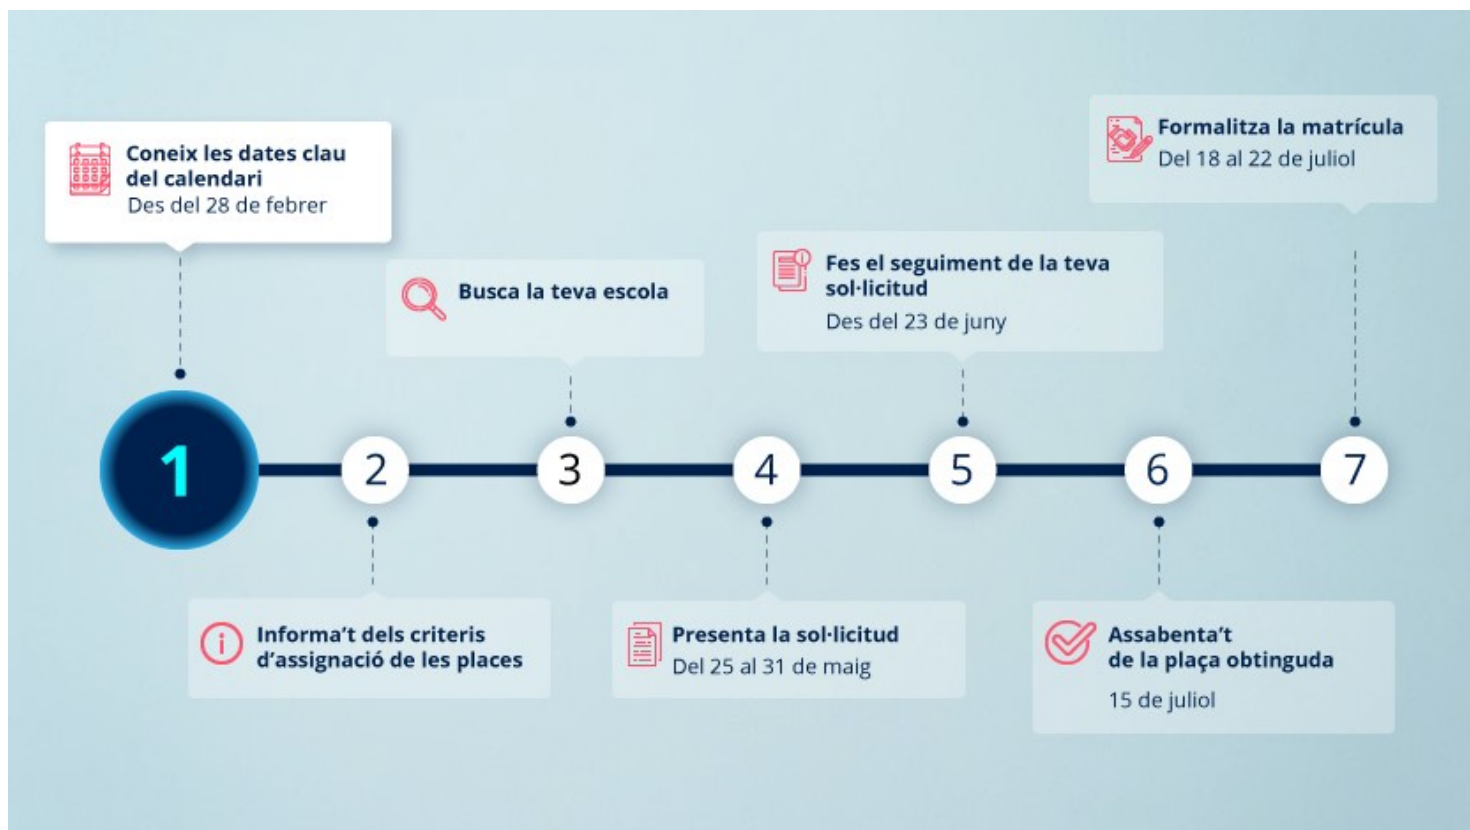 Coneix les dates clau
del calendari
Des del 28 de febrer
Busca la teva escola
Fes el seguiment de la teva
sol·licitud
Des del 23 de juny
Formalitza la matrícula
Del 18 al 22 de juliol
1
2
3
4
5
6
7
Informa’t dels criteris
d’assignació de les places
Presenta la sol·licitud
Del 25 al 31 de maig
Assabenta’t
de la plaça obtinguda
15 de juliol